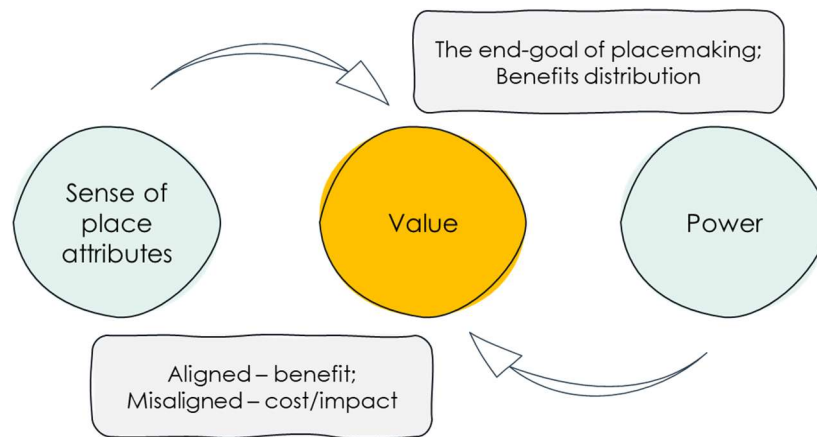 The end-goal of placemaking;
Benefits distribution
Sense of
place
attributes
Value
Power
Aligned – benefit;
Misaligned – cost/impact